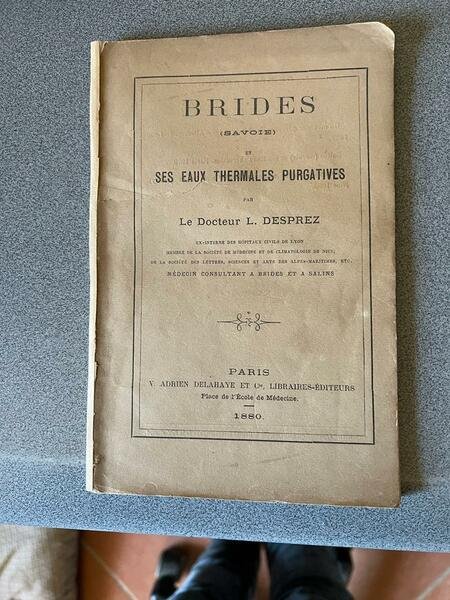 BRIDES
(SAVOIE)
ET
SES EAUX THERMALES PURGATIVES
PAR
Le Docteur L. DESPREZ
EX-INTERNE DES HÔPITAUX CIVILS DE LYON
MEMBRE DE LA SOCIÉTÉ DE MÉDECINE ET DE CLIMATOLOGIE DE NICE,
DE LA SOCIÉTÉ DES LETTRES, SCIENCES ET ARTS DES ALPES-MARITIMES, ETC.
MÉDECIN CONSULTANT A BRIDES ET A SALINS
PARIS
V. ADRIEN DELAHAYE ET Cie, LIBRAIRES-ÉDITEURS
Place de l'École de Médecine.
1880.